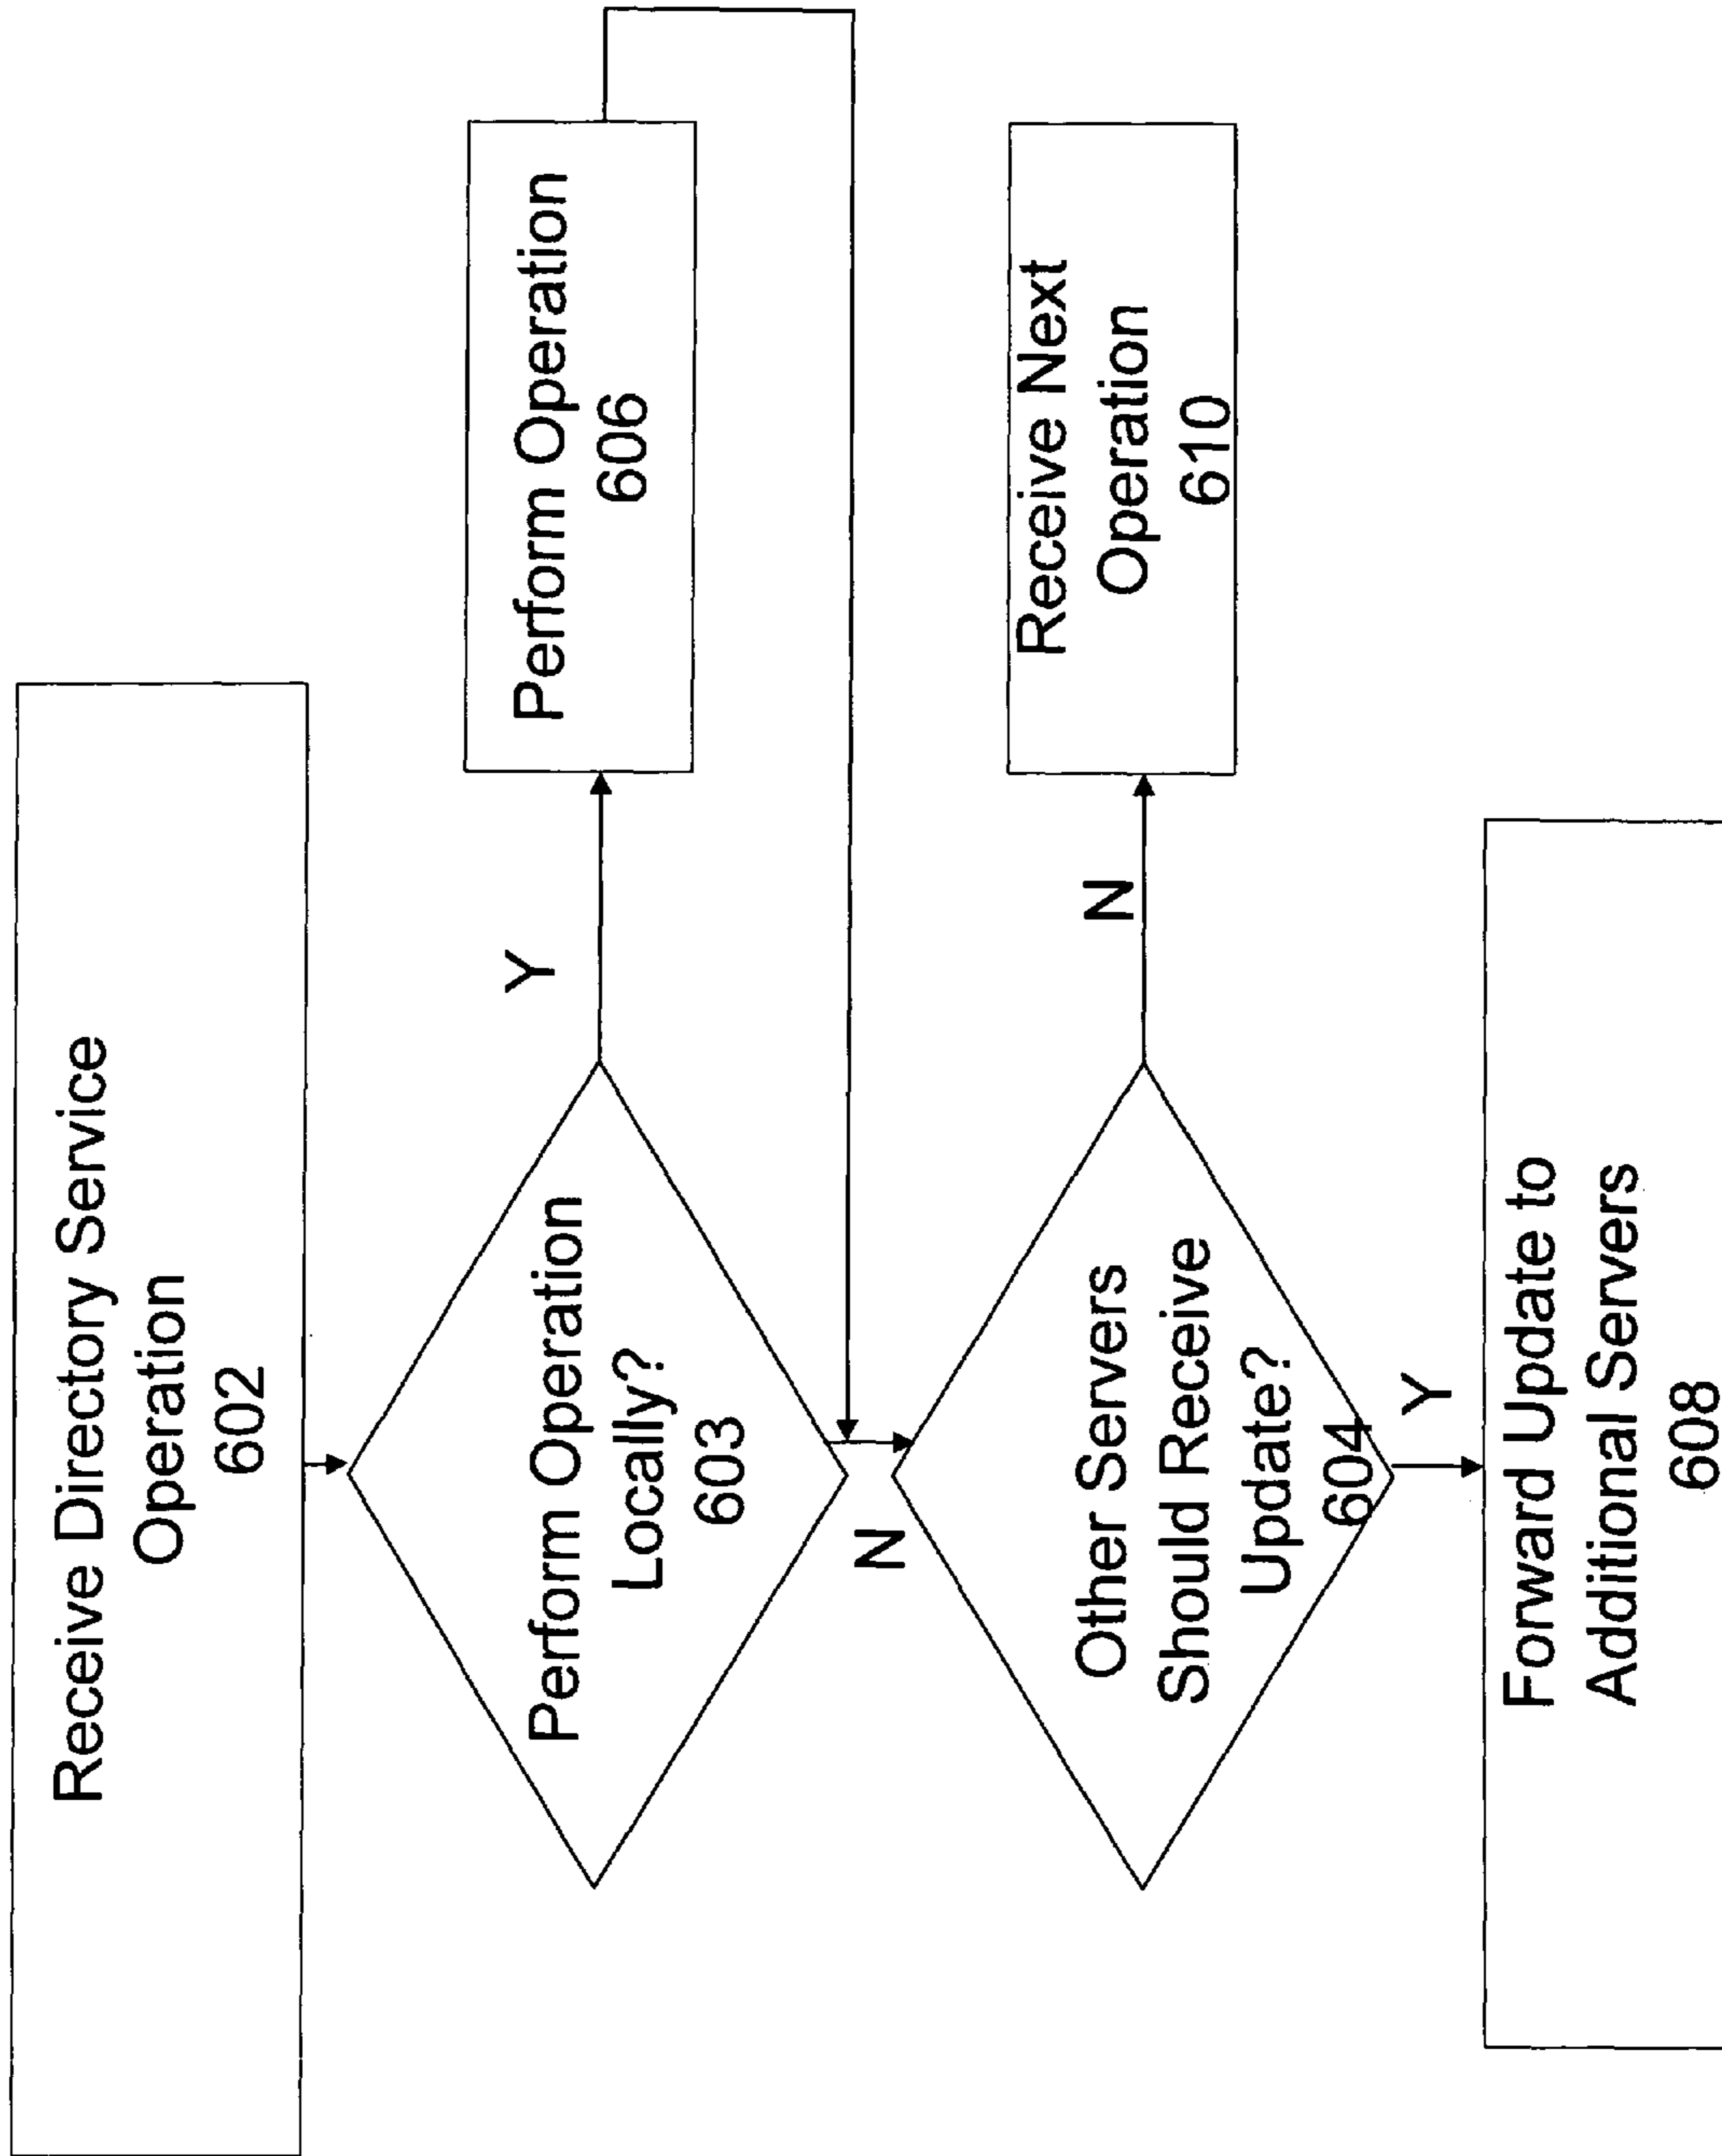 Receive Directory Service
Operation
602
Perform Operation
Locally?
603
Y
Perform Operation
606
N
Other Servers
Should Receive
Update?
604
N
Receive Next
Operation
610
Y
Forward Update to
Additional Servers
608